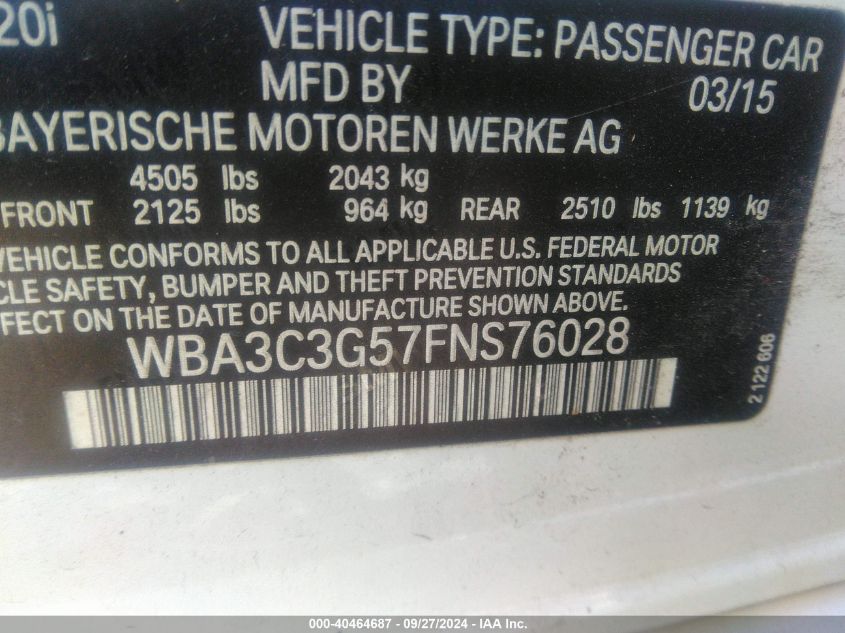 20i VEHICLE TYPE: PASSENGER CAR
MFD BY 03/15
BAYERISCHE MOTOREN WERKE AG
4505 lbs 2043 kg
FRONT 2125 lbs 964 kg REAR 2510 lbs 1139 kg
VEHICLE CONFORMS TO ALL APPLICABLE U.S. FEDERAL MOTOR
CLE SAFETY, BUMPER AND THEFT PREVENTION STANDARDS
FFECT ON THE DATE OF MANUFACTURE SHOWN ABOVE.
WBA3C3G57FNS76028
2 122 606
000-40464687 - 09/27/2024 - IAA Inc.